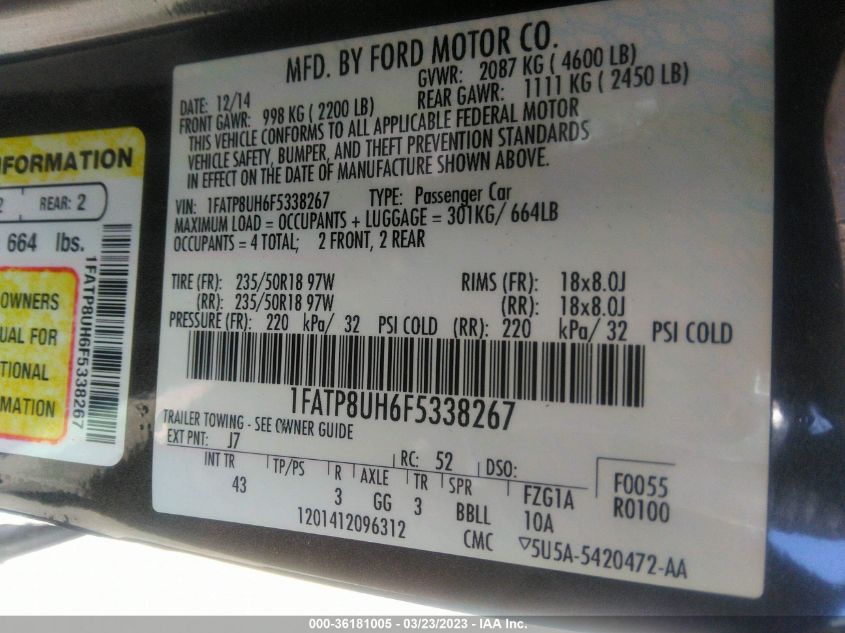 MFD. BY FORD MOTOR CO.
DATE: 12/14 GVWR: 2087 KG (4600 LB)
FRONT GAWR: 998 KG (2200 LB) REAR GAWR: 1111 KG (2450 LB)
THIS VEHICLE CONFORMS TO ALL APPLICABLE FEDERAL MOTOR
VEHICLE SAFETY, BUMPER, AND THEFT PREVENTION STANDARDS
IN EFFECT ON THE DATE OF MANUFACTURE SHOWN ABOVE.
VIN: 1FATP8UH6F5338267 TYPE: Passenger Car
MAXIMUM LOAD = OCCUPANTS + LUGGAGE = 301KG/ 664LB
OCCUPANTS = 4 TOTAL; 2 FRONT, 2 REAR
TIRE (FR): 235/50R18 97W RIMS (FR): 18x8.0J
(RR): 235/50R18 97W (RR): 18x8.0J
PRESSURE (FR): 220 kPa/ 32 PSI COLD (RR): 220 kPa/ 32 PSI COLD
1FATP8UH6F5338267
TRAILER TOWING - SEE OWNER GUIDE
EXT PNT: J7 RC: 52 DSO:
INT TR TP/PS R AXLE TR SPR FZG1A F0055
43 3 GG 3 BBLL 10A R0100
1201412096312 CMC ▽5U5A-5420472-AA
NFORMATION
2 REAR: 2
664 lbs.
OWNERS
UAL FOR
TIONAL
MATION
1FATP8UH6F5338267
000-36181005 - 03/23/2023 - IAA Inc.